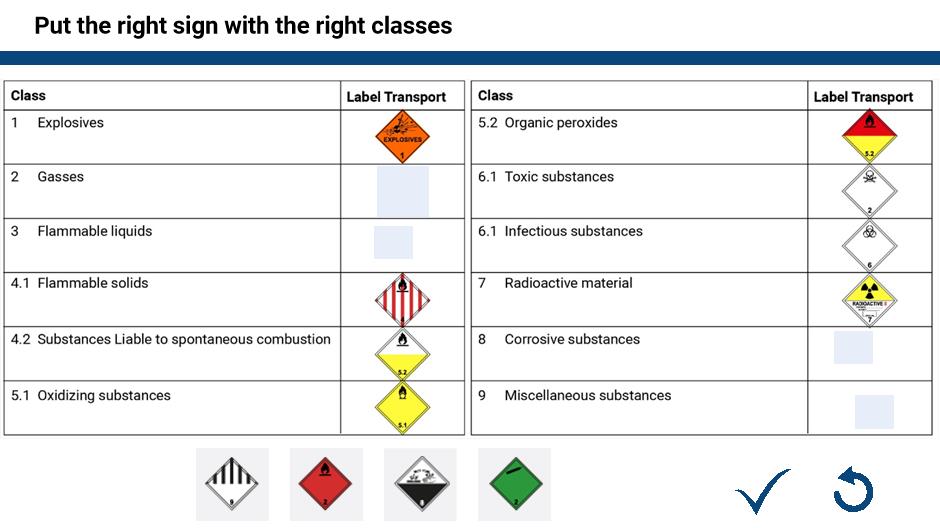 Put the right sign with the right classes
Class Label Transport
1 Explosives
EXPLOSIVES
1
2 Gasses
3 Flammable liquids
4.1 Flammable solids
4
4.2 Substances Liable to spontaneous combustion
5.2
5.1 Oxidizing substances
5.1
Class Label Transport
5.2 Organic peroxides
5.2
6.1 Toxic substances
2
6.1 Infectious substances
6
7 Radioactive material
RADIOACTIVE II
7
8 Corrosive substances
9 Miscellaneous substances
9
2
8
2